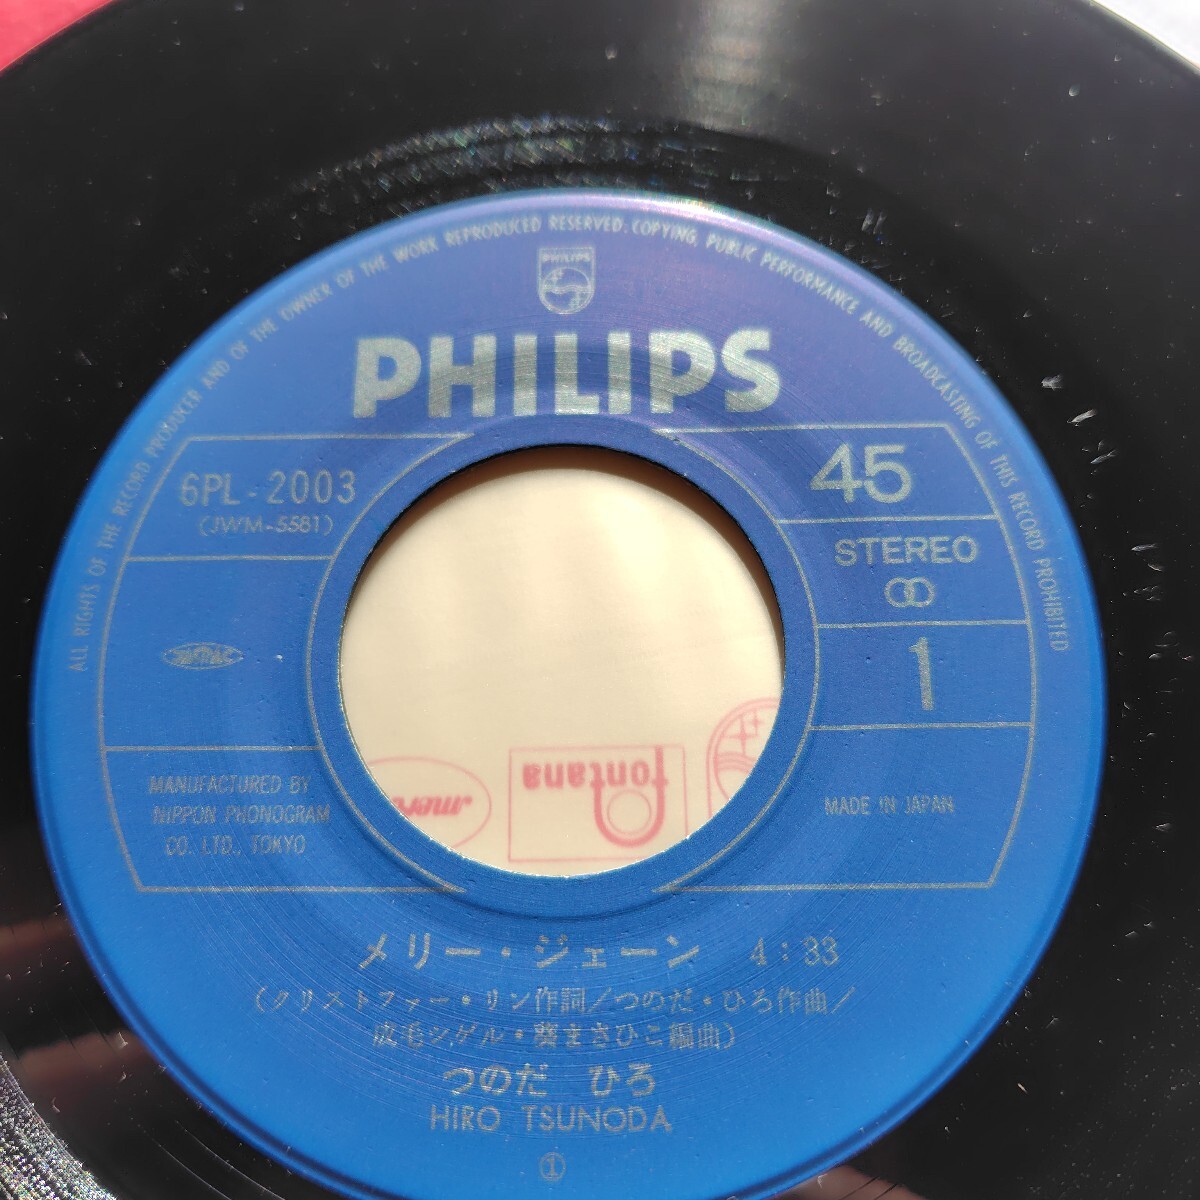 ALL RIGHTS OF THE RECORD PRODUCER AND OF THE OWNER OF THE WORK REPRODUCED RESERVED. COPYING, PUBLIC PERFORMANCE AND BROADCASTING OF THIS RECORD PROHIBITED
PHILIPS
PHILIPS
6PL-2003
(JWM-5581)
45
STEREO
1
MANUFACTURED BY
NIPPON PHONOGRAM
CO. LTD., TOKYO
MADE IN JAPAN
fontana
メリー・ジェーン 4:33
(クリストファー・リン作詞/つのだ・ひろ作曲/
成毛シゲル・葵まさひこ編曲)
つのだ ひろ
HIRO TSUNODA
①